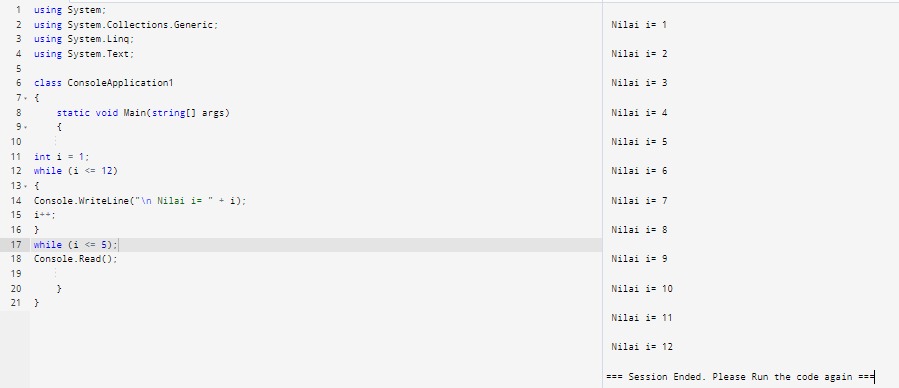 1 using System;
2 using System.Collections.Generic;
3 using System.Linq;
4 using System.Text;
5
6 class ConsoleApplication1
7 {
8 static void Main(string[] args)
9 {
10
11 int i = 1;
12 while (i <= 12)
13 {
14 Console.WriteLine("\n Nilai i= " + i);
15 i++;
16 }
17 while (i <= 5);
18 Console.Read();
19
20 }
21 }
Nilai i= 1
Nilai i= 2
Nilai i= 3
Nilai i= 4
Nilai i= 5
Nilai i= 6
Nilai i= 7
Nilai i= 8
Nilai i= 9
Nilai i= 10
Nilai i= 11
Nilai i= 12
=== Session Ended. Please Run the code again ===